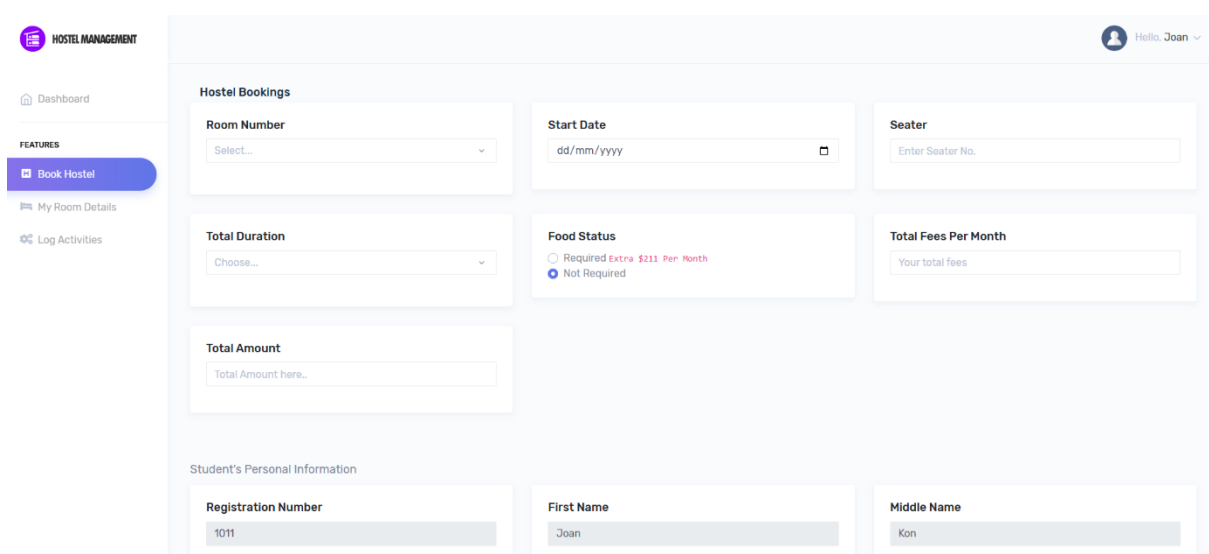 HOSTEL MANAGEMENT
Hello, Joan
Dashboard
FEATURES
Book Hostel
My Room Details
Log Activities
Hostel Bookings
Room Number
Select...
Start Date
dd/mm/yyyy
Seater
Enter Seater No.
Total Duration
Choose...
Food Status
Required Extra $211 Per Month
Not Required
Total Fees Per Month
Your total fees
Total Amount
Total Amount here..
Student's Personal Information
Registration Number
1011
First Name
Joan
Middle Name
Kon